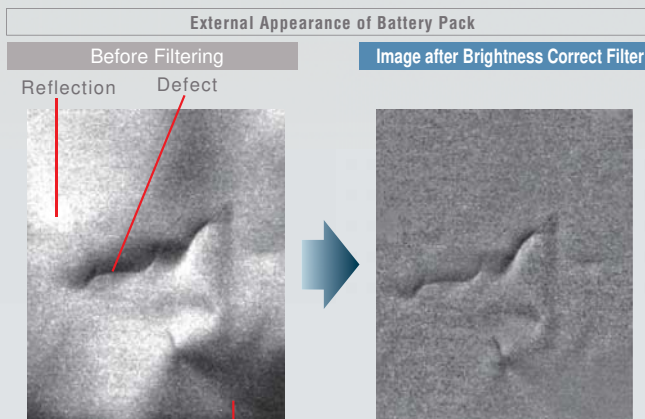 External Appearance of Battery Pack
Before Filtering
Image after Brightness Correct Filter
Reflection
Defect